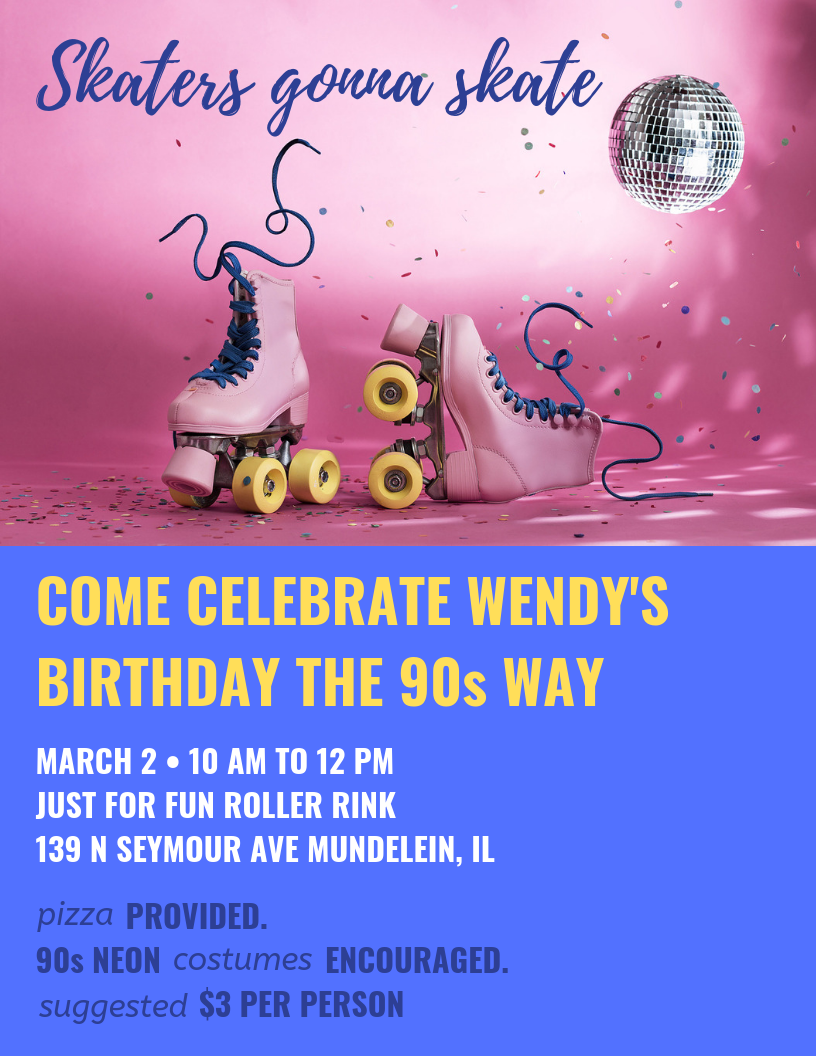 Skaters gonna skate
COME CELEBRATE WENDY'S
BIRTHDAY THE 90s WAY
MARCH 2 • 10 AM TO 12 PM
JUST FOR FUN ROLLER RINK
139 N SEYMOUR AVE MUNDELEIN, IL
pizza PROVIDED.
90s NEON costumes ENCOURAGED.
suggested $3 PER PERSON